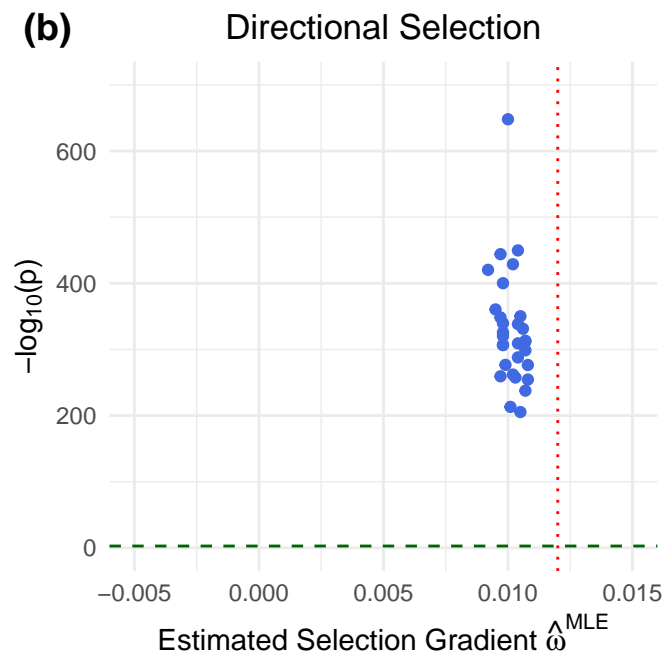 (b) Directional Selection
600
400
200
0
−log₁₀(p)
−0.005 0.000 0.005 0.010 0.015
Estimated Selection Gradient ω̂ᴹᴸᴱ